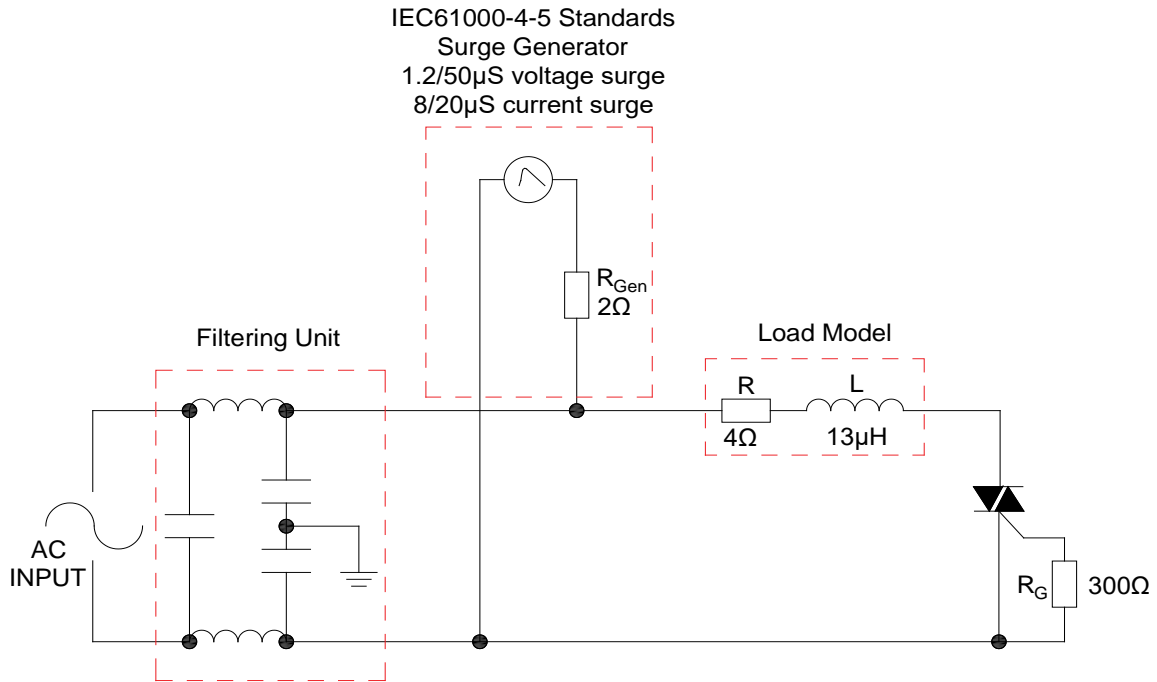 IEC61000-4-5 Standards
Surge Generator
1.2/50µS voltage surge
8/20µS current surge
RGen
2Ω
Filtering Unit
Load Model
R
L
4Ω
13µH
AC
INPUT
RG
300Ω